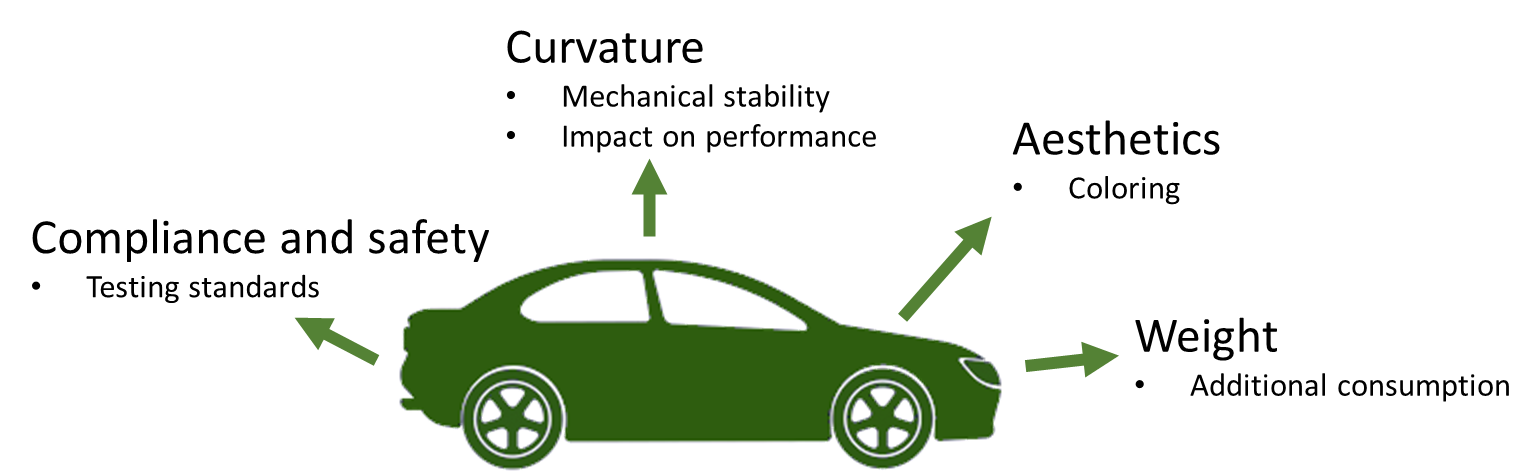 Curvature
• Mechanical stability
• Impact on performance
Aesthetics
• Coloring
Compliance and safety
• Testing standards
Weight
• Additional consumption